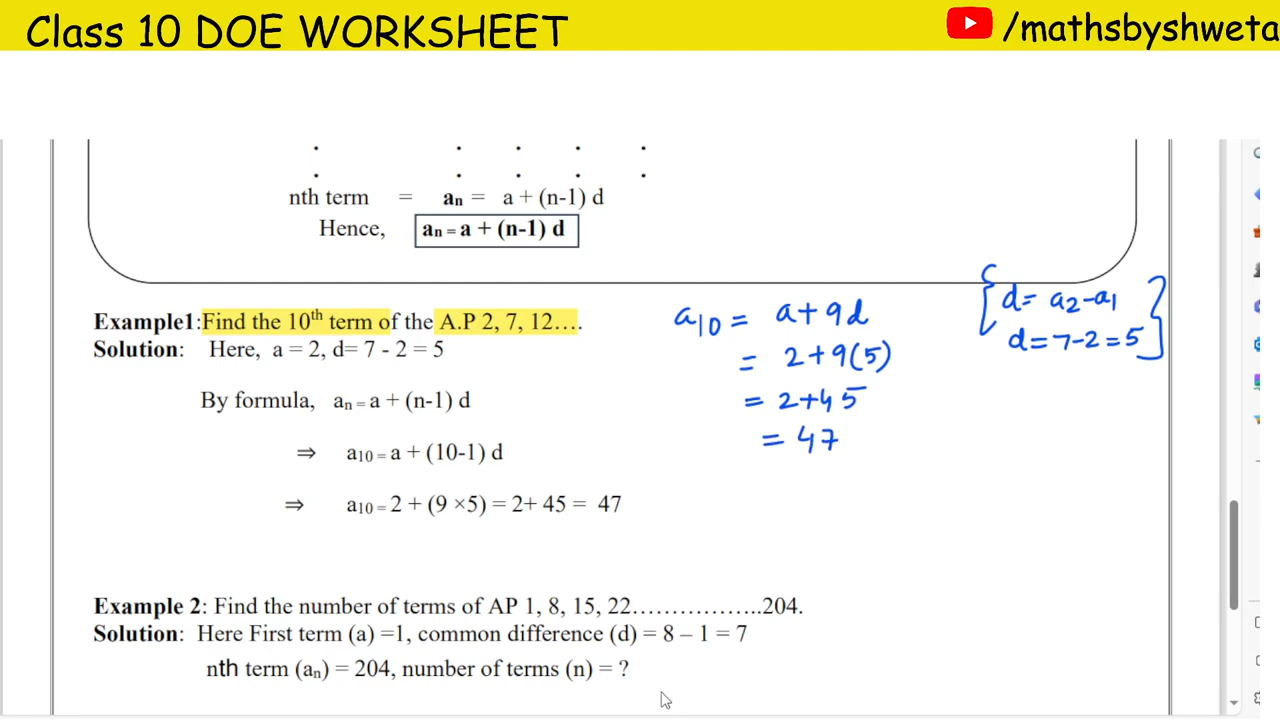 Class 10 DOE WORKSHEET
/mathsbyshweta
nth term = an = a + (n-1) d
Hence, an = a + (n-1) d
Example1:Find the 10th term of the A.P 2, 7, 12….
Solution: Here, a = 2, d= 7 - 2 = 5
By formula, an = a + (n-1) d
⇒ a10 = a + (10-1) d
⇒ a10 = 2 + (9 ×5) = 2+ 45 = 47
a10 = a+9d
= 2+9(5)
= 2+45
= 47
d= a2-a1
d=7-2=5
Example 2: Find the number of terms of AP 1, 8, 15, 22……………..204.
Solution: Here First term (a) =1, common difference (d) = 8 – 1 = 7
nth term (an) = 204, number of terms (n) = ?